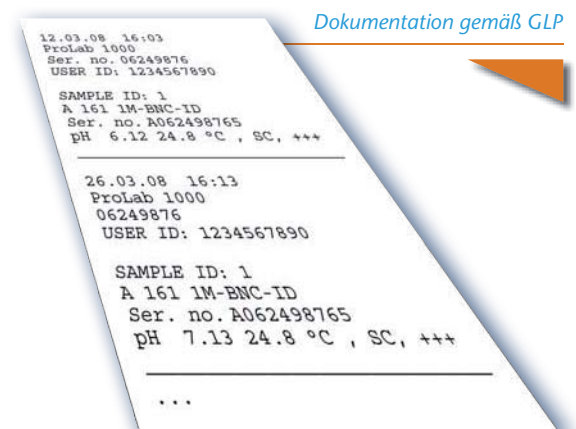 Dokumentation gemäß GLP
12.03.08 16:03
ProLab 1000
Ser. no. 06249876
USER ID: 1234567890
SAMPLE ID: 1
A 161 1M-BNC-ID
Ser. no. A062498765
pH 6.12 24.8 °C , SC, +++
26.03.08 16:13
ProLab 1000
06249876
USER ID: 1234567890
SAMPLE ID: 1
A 161 1M-BNC-ID
Ser. no. A062498765
pH 7.13 24.8 °C , SC, +++
...